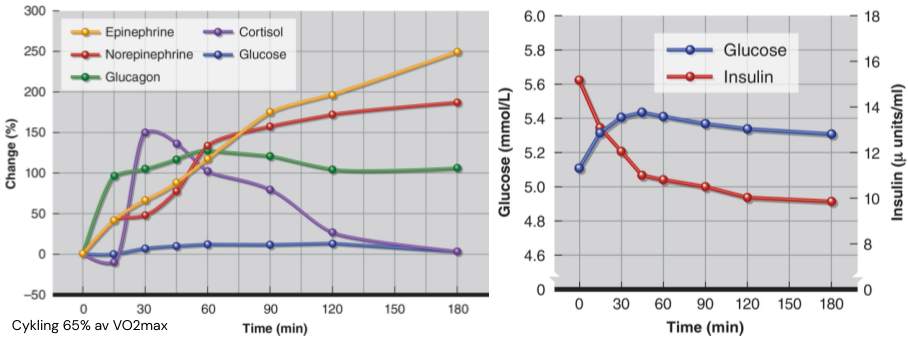 300
250
200
150
100
50
0
−50
Change (%)
Epinephrine
Norepinephrine
Glucagon
Cortisol
Glucose
0 30 60 90 120 150 180
Time (min)
Cykling 65% av VO2max
6.0
5.8
5.6
5.4
5.2
5.0
4.8
4.6
0
Glucose (mmol/L)
Glucose
Insulin
18
16
14
12
10
8
0
Insulin (μ units/ml)
0 30 60 90 120 150 180
Time (min)